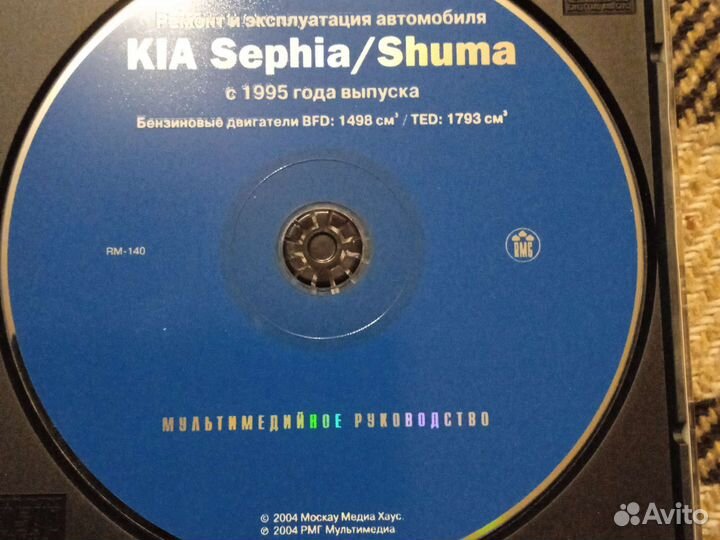 Ремонт и эксплуатация автомобиля
KIA Sephia/Shuma
с 1995 года выпуска
Бензиновые двигатели BFD: 1498 см³ / TED: 1793 см³
RM-140
RMG
МУЛЬТИМЕДИЙНОЕ РУКОВОДСТВО
© 2004 Москау Медиа Хаус.
℗ 2004 РМГ Мультимедиа
Avito